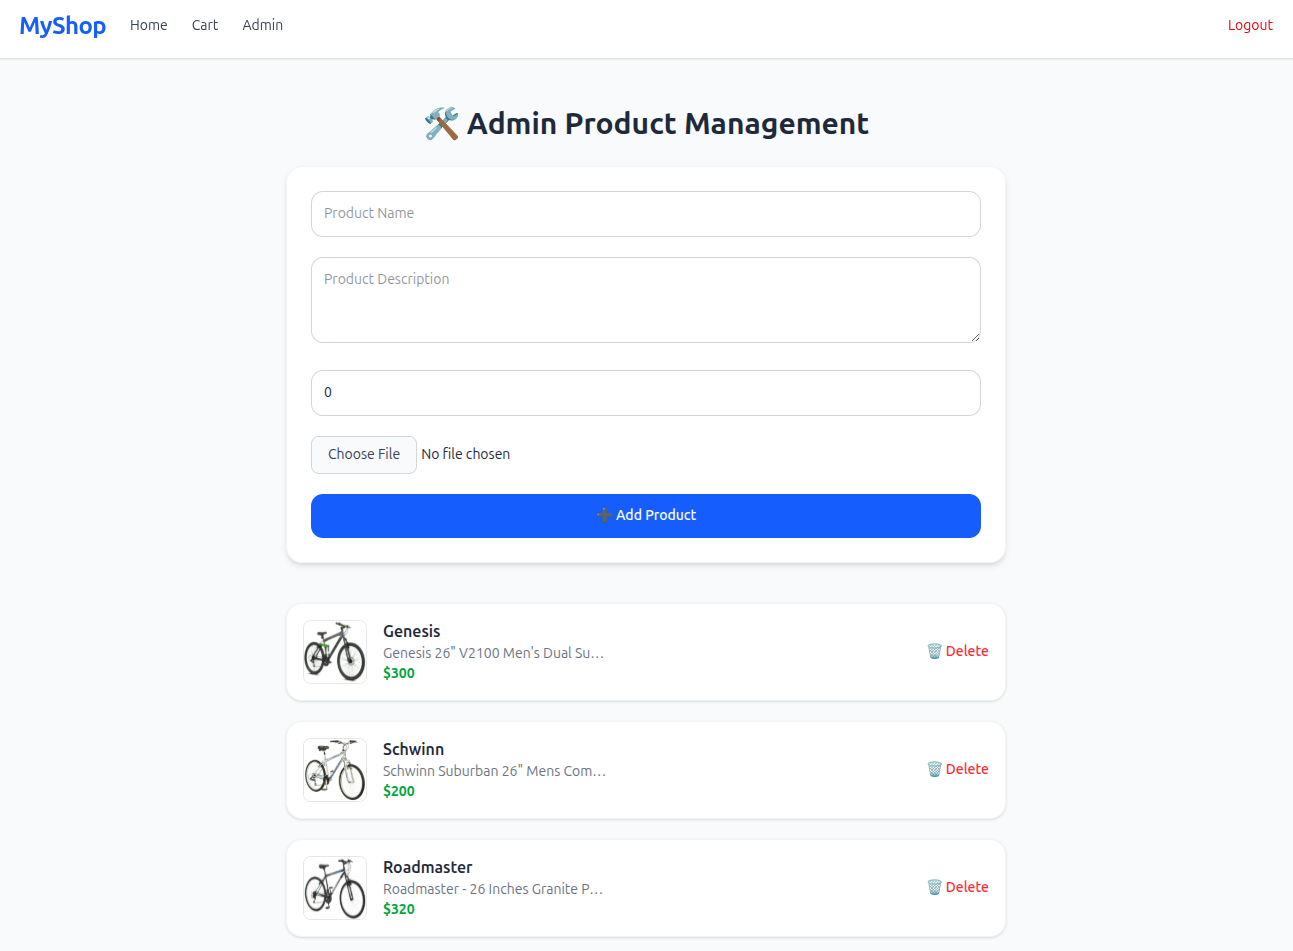 MyShop Home Cart Admin Logout
🛠️ Admin Product Management
Product Name
Product Description
0
Choose File No file chosen
➕ Add Product
Genesis
Genesis 26" V2100 Men's Dual Su...
$300
🗑️ Delete
Schwinn
Schwinn Suburban 26" Mens Com...
$200
🗑️ Delete
Roadmaster
Roadmaster - 26 Inches Granite P...
$320
🗑️ Delete